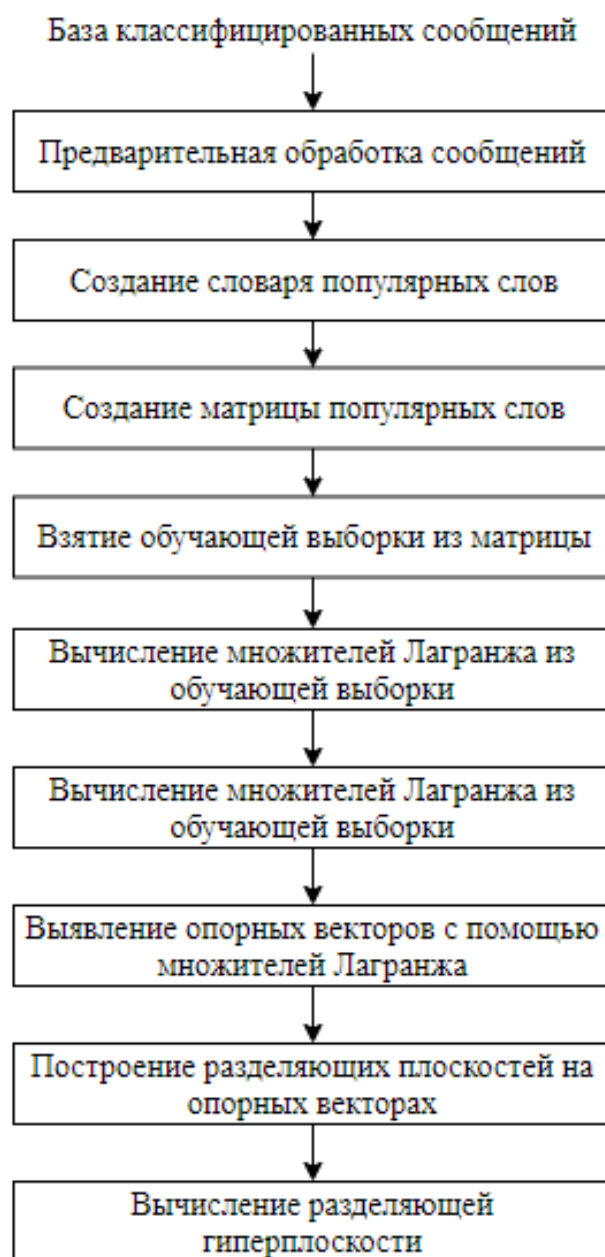 База классифицированных сообщений
Предварительная обработка сообщений
Создание словаря популярных слов
Создание матрицы популярных слов
Взятие обучающей выборки из матрицы
Вычисление множителей Лагранжа из
обучающей выборки
Вычисление множителей Лагранжа из
обучающей выборки
Выявление опорных векторов с помощью
множителей Лагранжа
Построение разделяющих плоскостей на
опорных векторах
Вычисление разделяющей
гиперплоскости